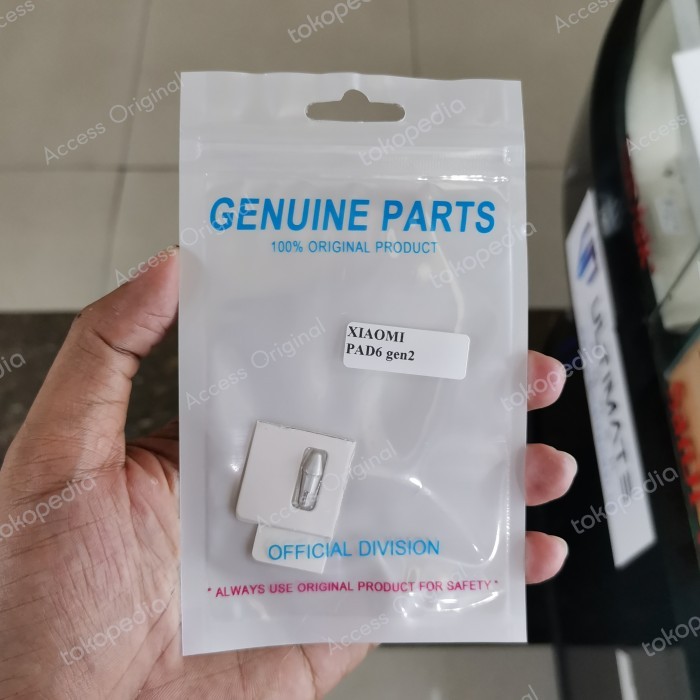 GENUINE PARTS
100% ORIGINAL PRODUCT
XIAOMI
PAD6 gen2
OFFICIAL DIVISION
* ALWAYS USE ORIGINAL PRODUCT FOR SAFETY *
ULTIMATE
Access Original
tokopedia